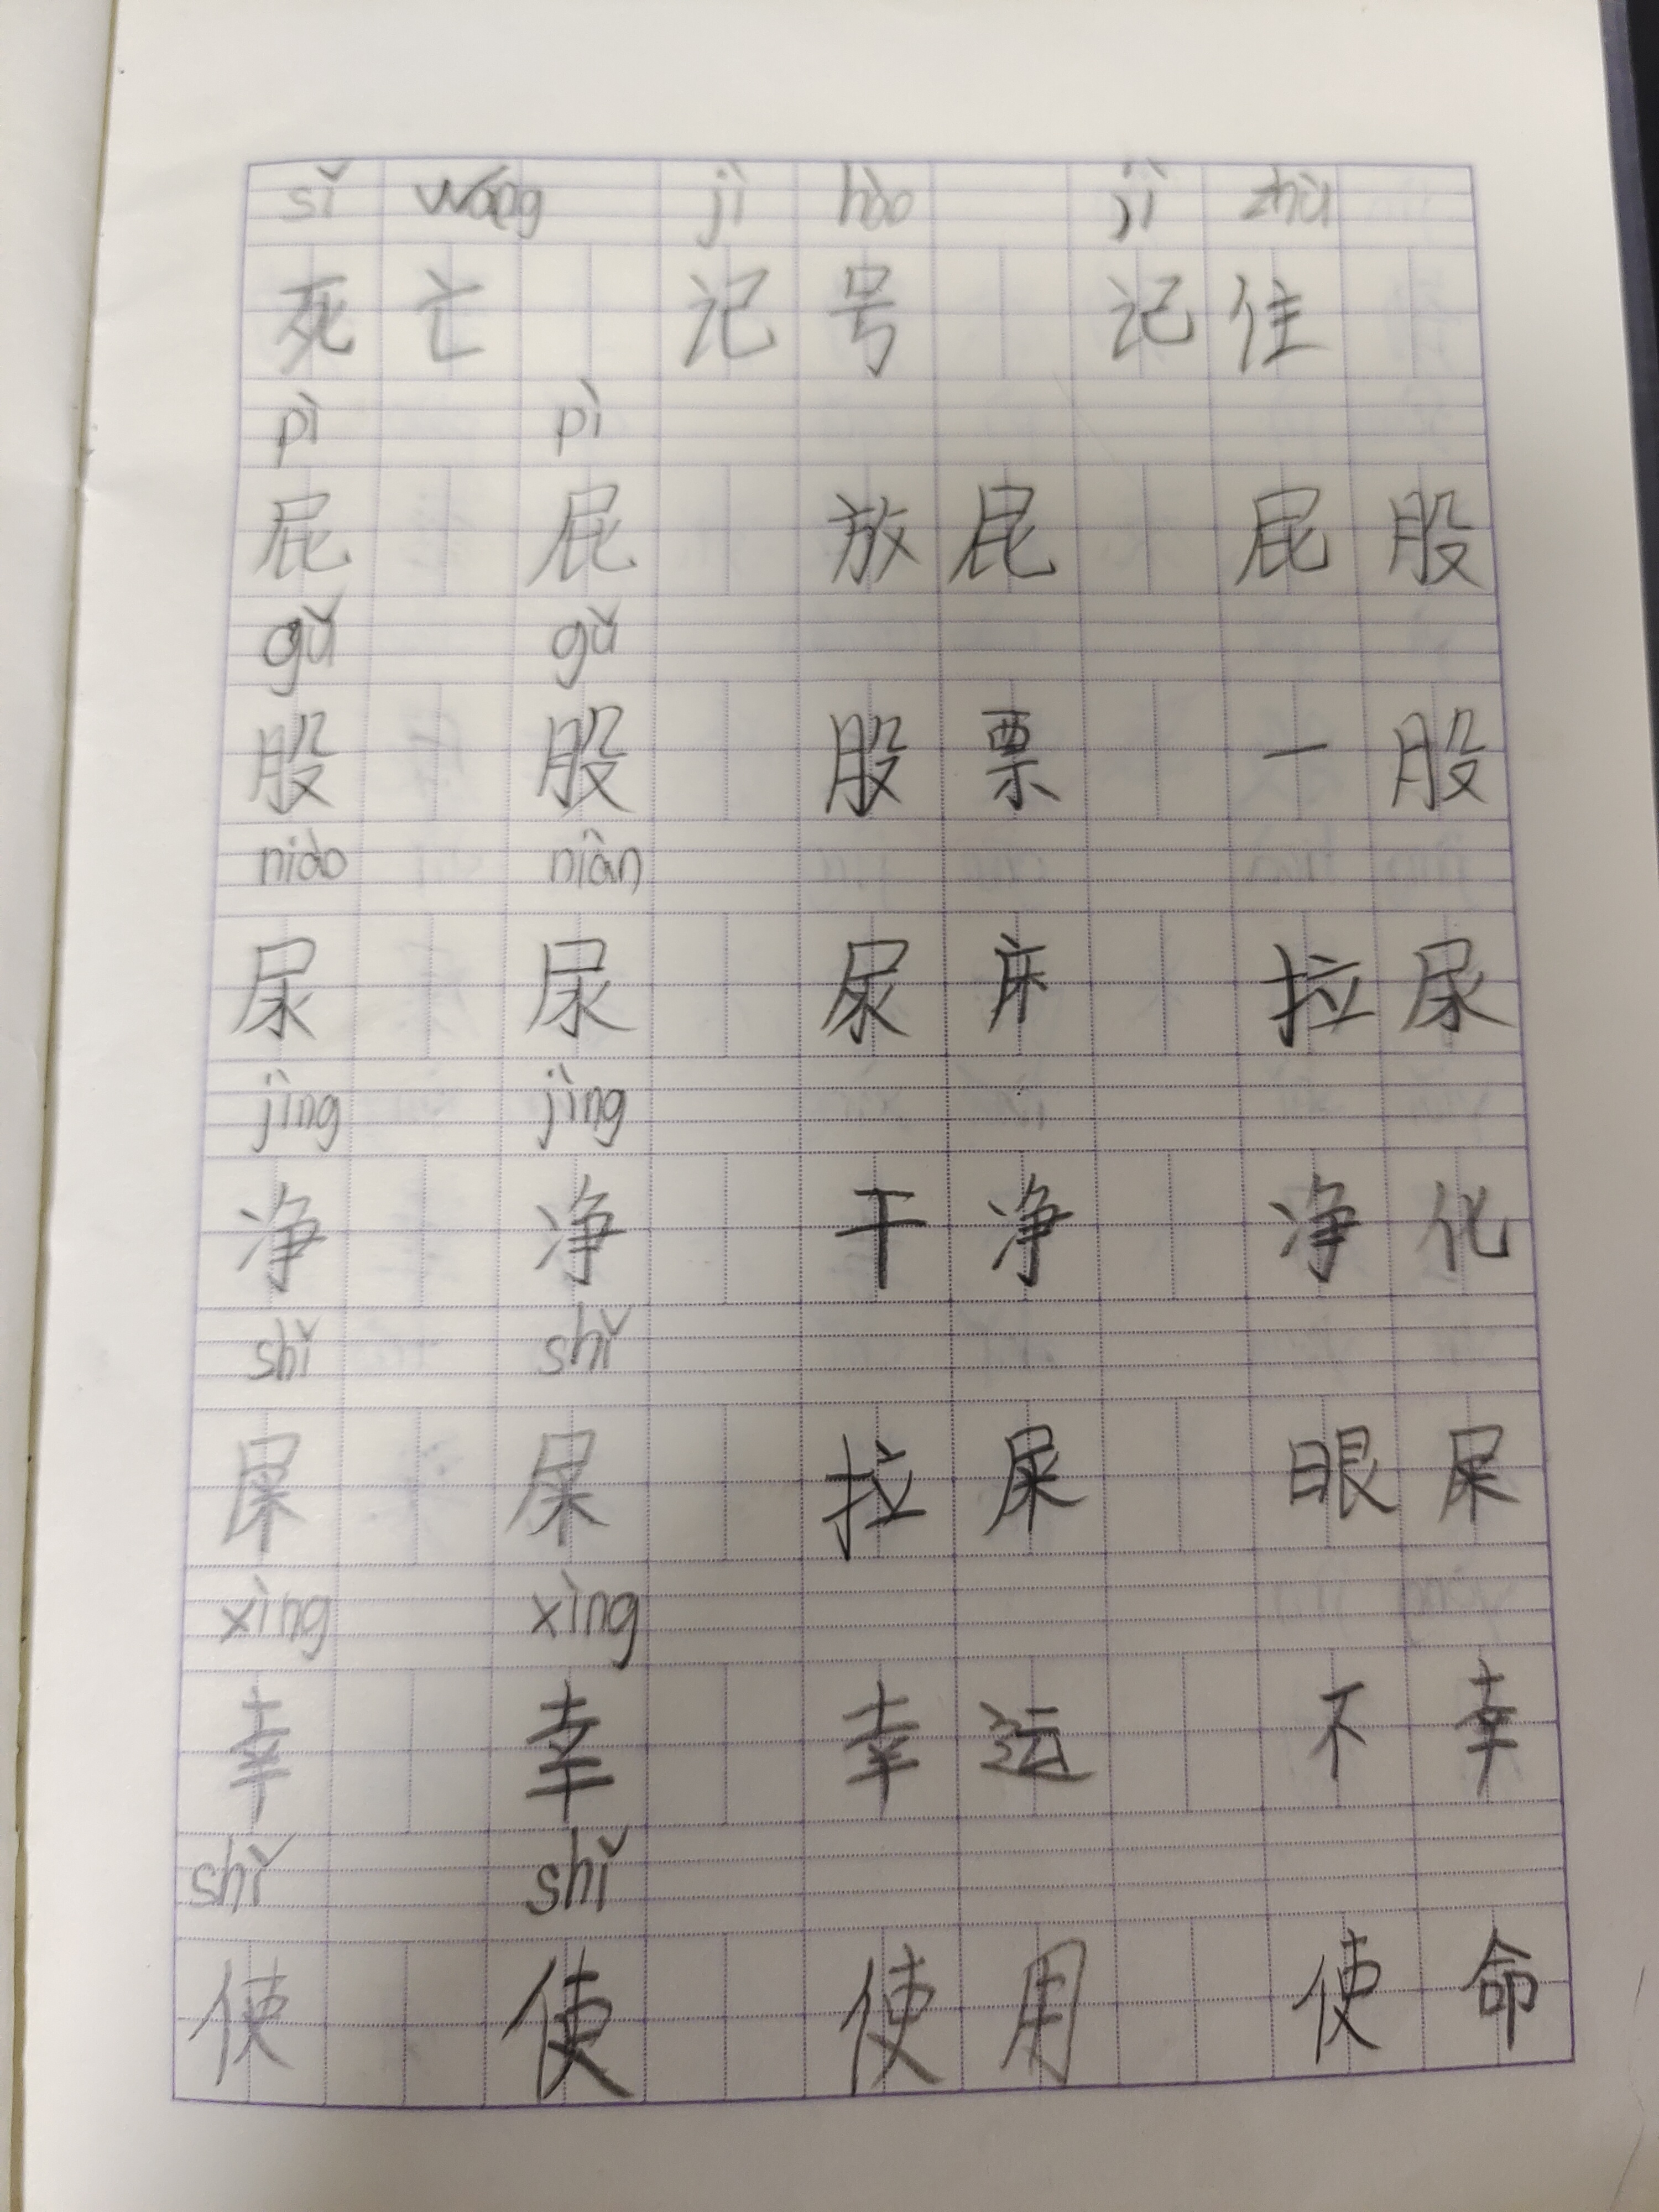 sǐ wáng jì hào jì zhù
死亡 记号 记住
pì pì
屁 屁 放屁 屁股
gǔ gǔ
股 股 股票 一股
niào niàn
尿 尿 尿床 拉尿
jìng jìng
净 净 干净 净化
shǐ shǐ
屎 屎 拉屎 眼屎
xìng xìng
幸 幸 幸运 不幸
shǐ shǐ
使 使 使用 使命